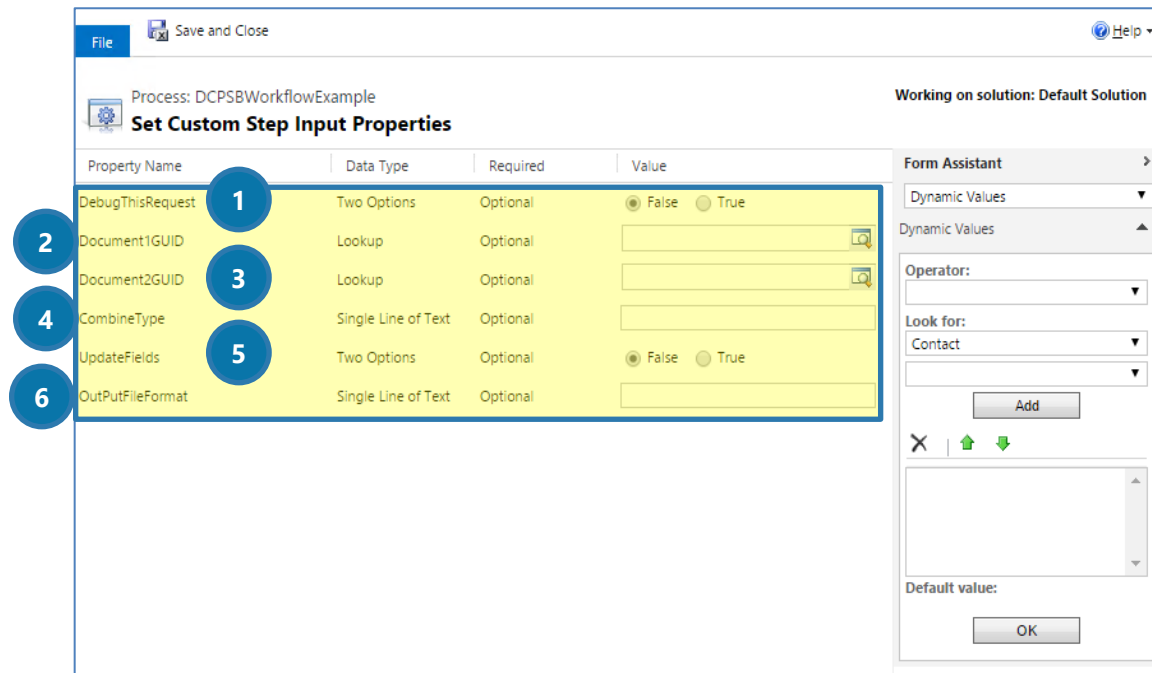 File
Save and Close
Help
Process: DCPSBWorkflowExample
Set Custom Step Input Properties
Working on solution: Default Solution
Property Name Data Type Required Value
DebugThisRequest 1 Two Options Optional False True
2 Document1GUID Lookup Optional
Document2GUID 3 Lookup Optional
4 CombineType Single Line of Text Optional
UpdateFields 5 Two Options Optional False True
6 OutPutFileFormat Single Line of Text Optional
Form Assistant
Dynamic Values
Dynamic Values
Operator:
Look for:
Contact
Add
Default value:
OK